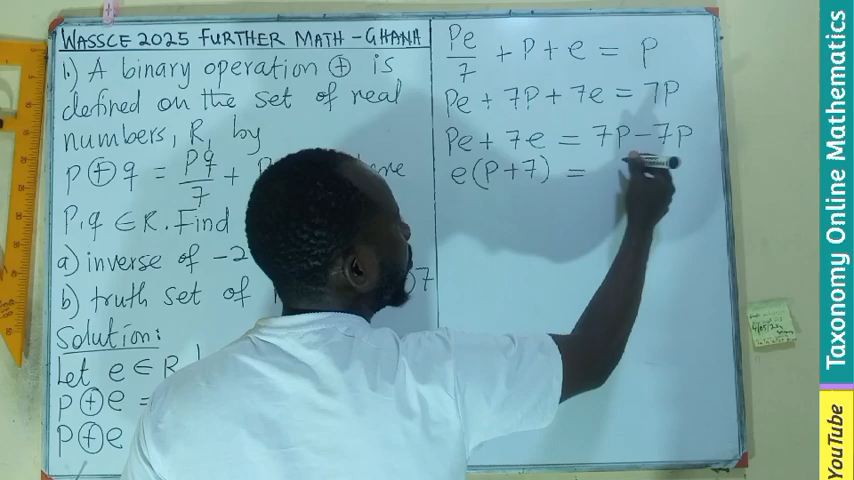 WASSCE 2025 FURTHER MATH - GHANA
1.) A binary operation ⊕ is
defined on the set of real
numbers, R, by
p ⊕ q = pq/7 +
P, q ∈ R. Find
a) inverse of -2
b) truth set of 7
Solution:
Let e ∈ R
p ⊕ e =
p ⊕ e
Pe/7 + P + e = P
Pe + 7P + 7e = 7P
Pe + 7e = 7P - 7P
e(P + 7) =
Taxonomy Online Mathematics
YouTube